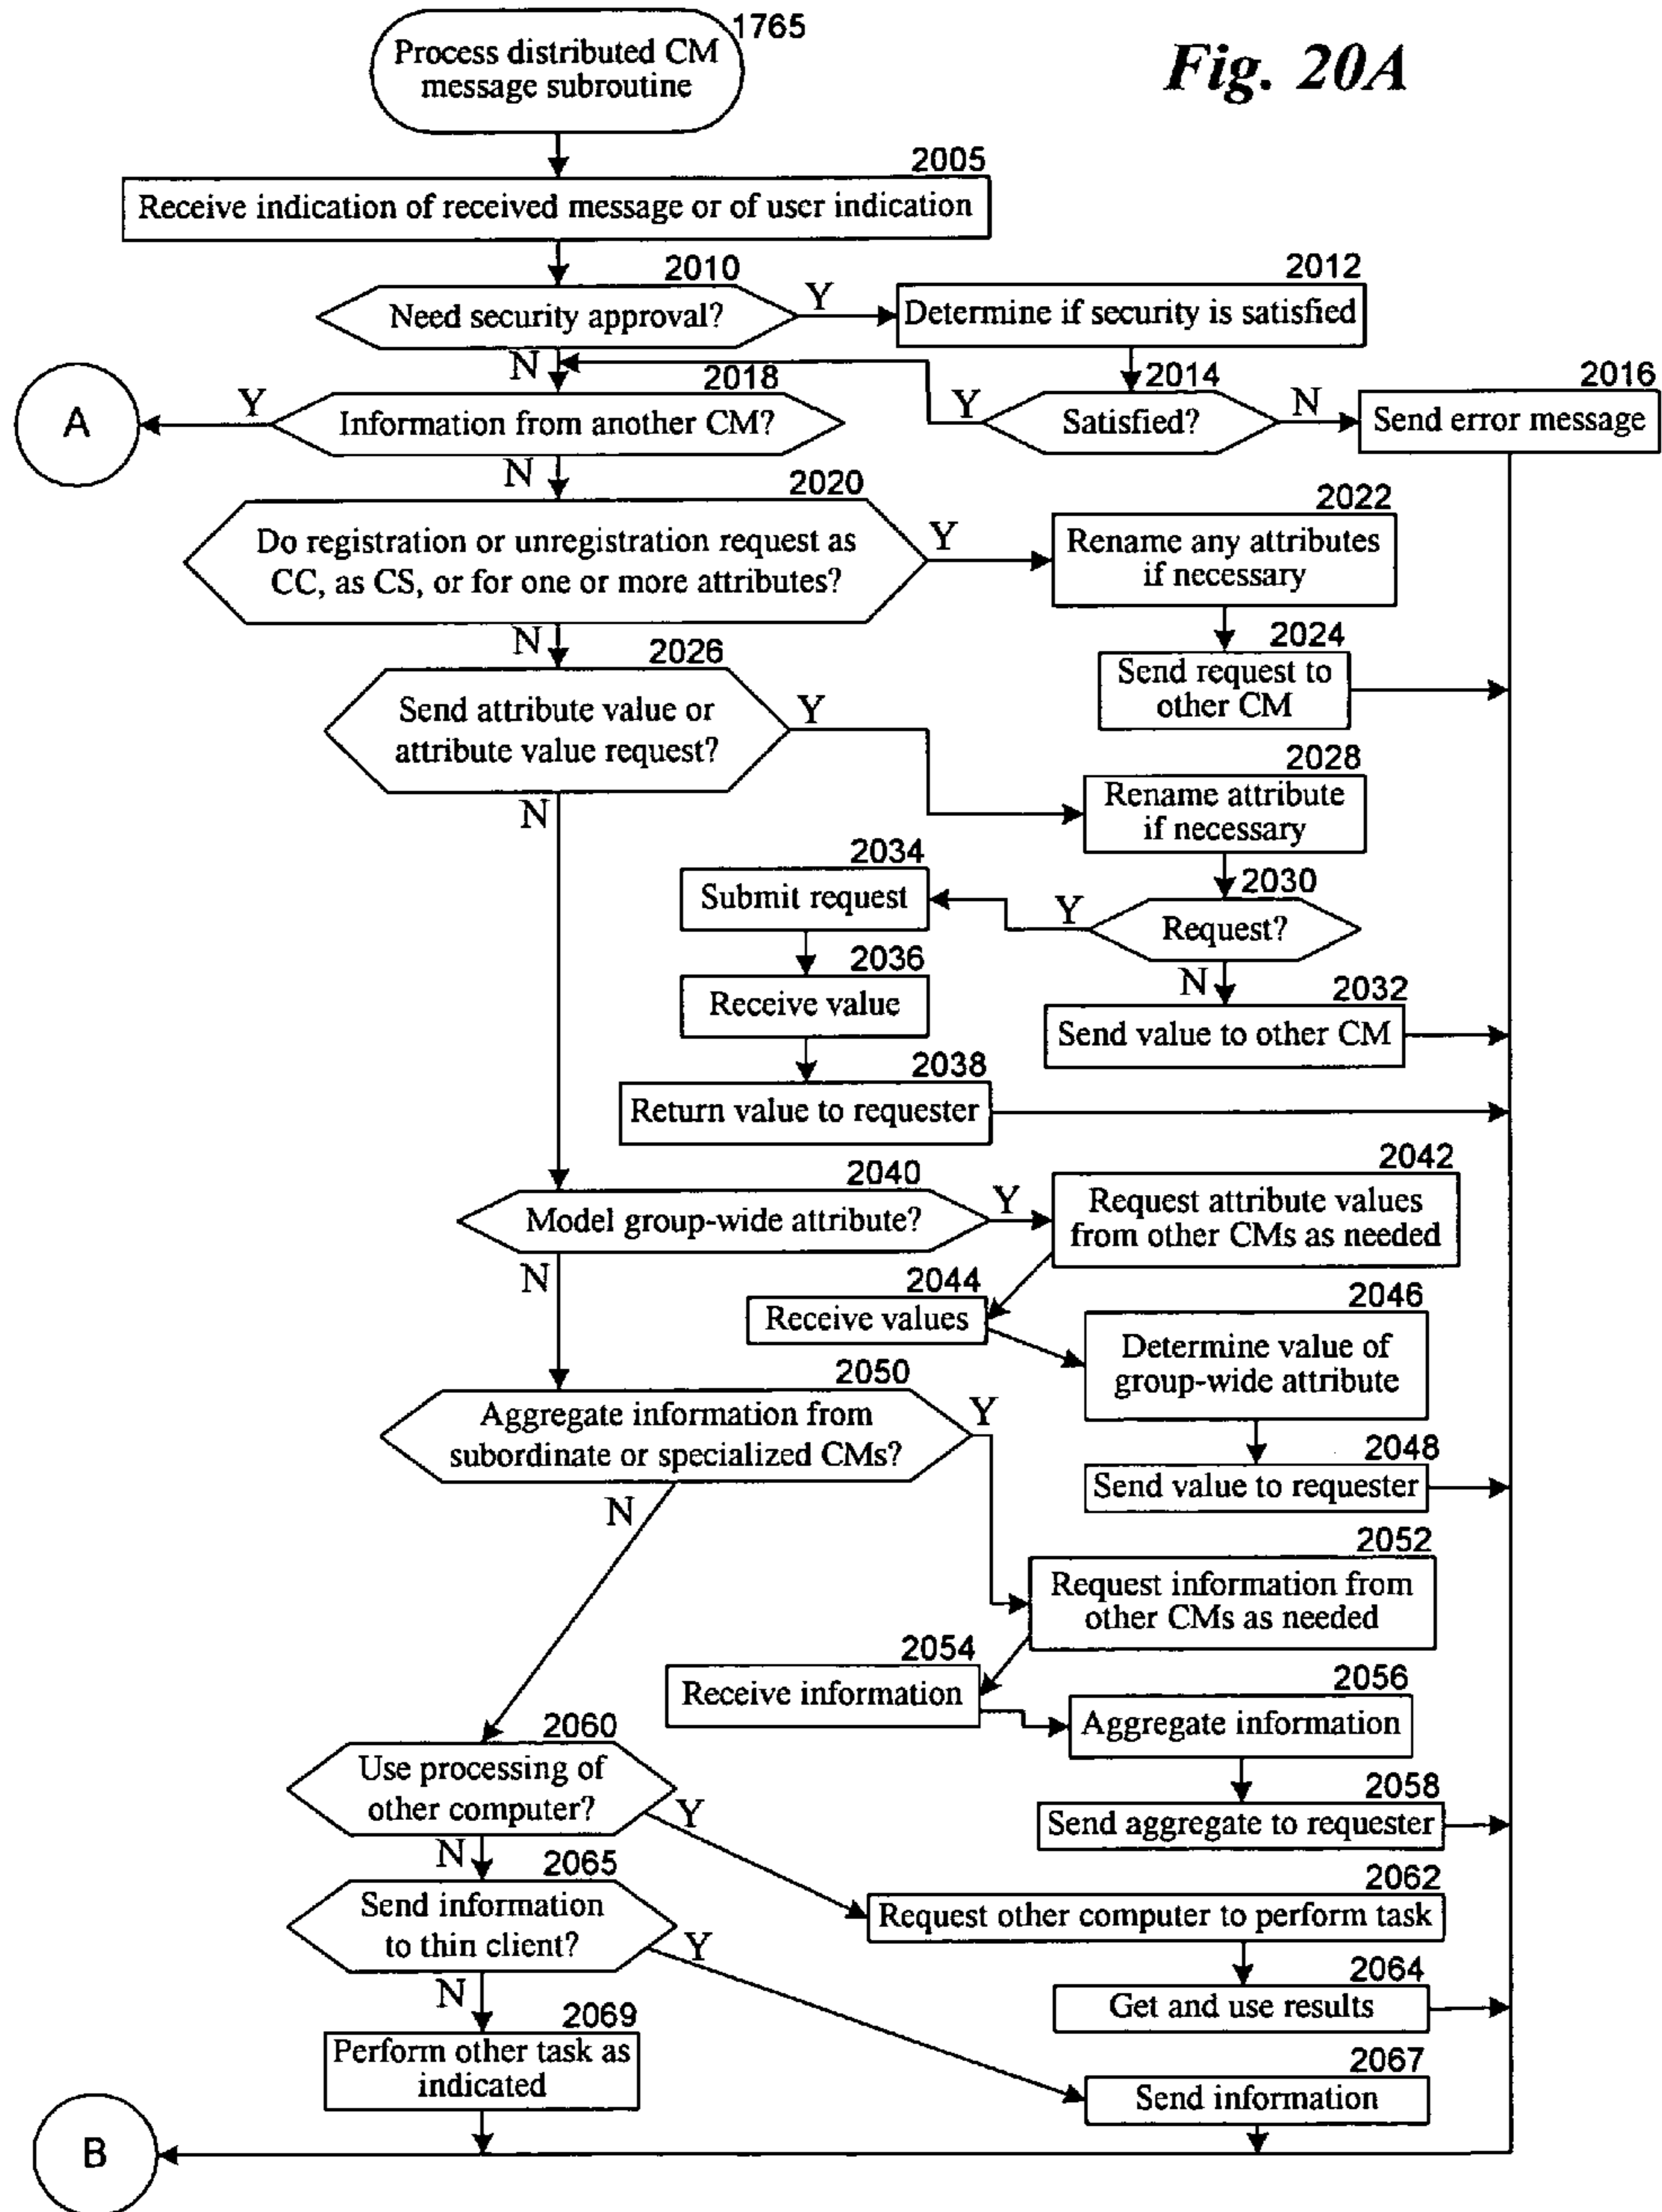 1765
Process distributed CM
message subroutine
Fig. 20A
2005
Receive indication of received message or of user indication
2010
Need security approval?
Y
2012
Determine if security is satisfied
N
2018
Information from another CM?
Y
A
2014
Satisfied?
Y
N
2016
Send error message
N
2020
Do registration or unregistration request as
CC, as CS, or for one or more attributes?
Y
2022
Rename any attributes
if necessary
2024
Send request to
other CM
N
2026
Send attribute value or
attribute value request?
Y
2028
Rename attribute
if necessary
2030
Request?
Y
2034
Submit request
2036
Receive value
N
2032
Send value to other CM
2038
Return value to requester
N
2040
Model group-wide attribute?
Y
2042
Request attribute values
from other CMs as needed
2044
Receive values
2046
Determine value of
group-wide attribute
2048
Send value to requester
N
2050
Aggregate information from
subordinate or specialized CMs?
Y
2052
Request information from
other CMs as needed
2054
Receive information
2056
Aggregate information
2058
Send aggregate to requester
N
2060
Use processing of
other computer?
Y
2062
Request other computer to perform task
2064
Get and use results
N
2065
Send information
to thin client?
Y
2067
Send information
N
2069
Perform other task as
indicated
B